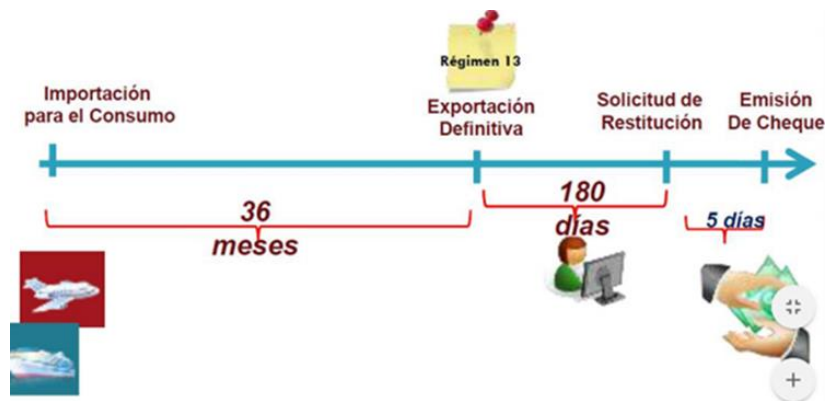 Régimen 13
Importación
para el Consumo
Exportación
Definitiva
Solicitud de
Restitución
Emisión
De Cheque
36
meses
180
días
5 días